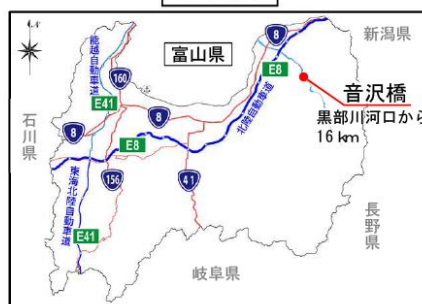 8
新潟県
富山県
能越自動車道
160
E8
E41
音沢橋
8
8
北陸自動車道
黒部川河口から
16 km
石川県
E8
東海北陸自動車道
156
41
長野県
E41
岐阜県